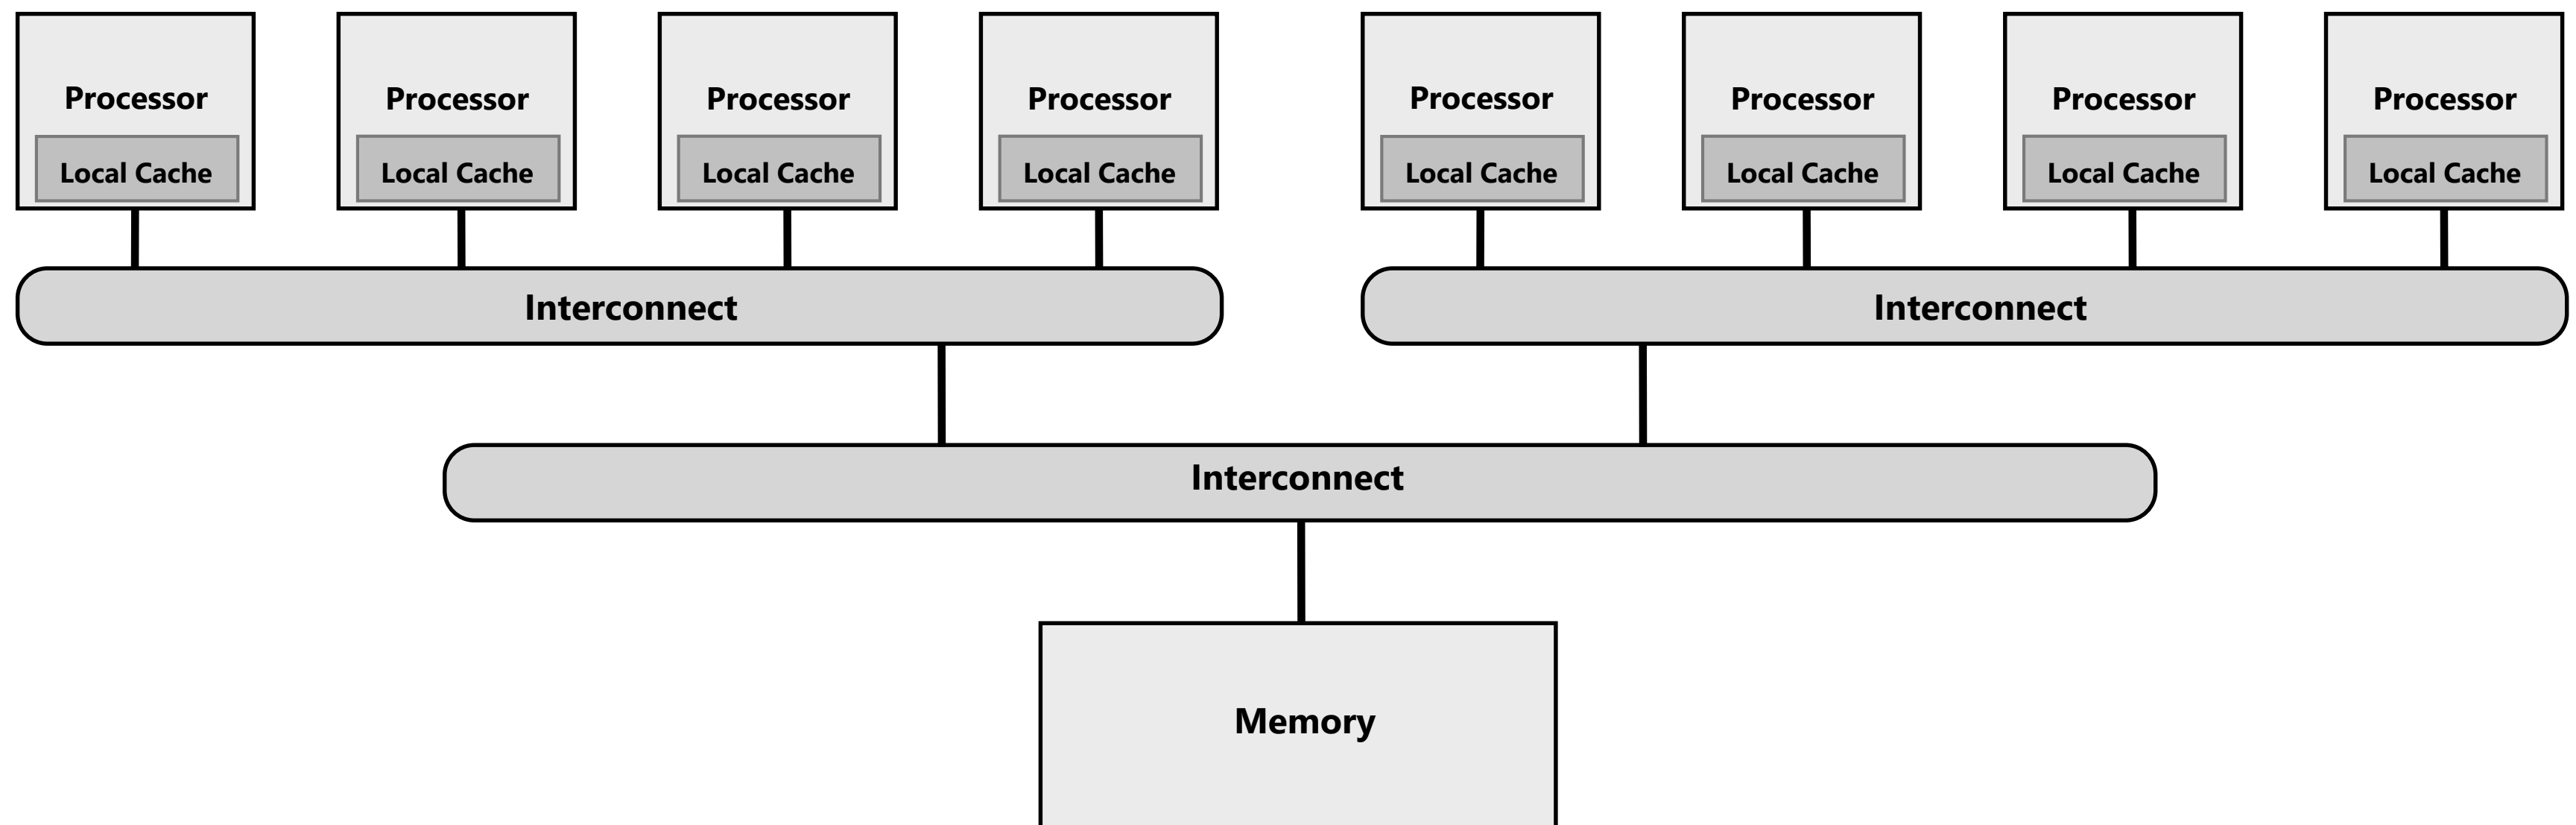 Processor
Local Cache
Processor
Local Cache
Processor
Local Cache
Processor
Local Cache
Processor
Local Cache
Processor
Local Cache
Processor
Local Cache
Processor
Local Cache
Interconnect
Interconnect
Interconnect
Memory